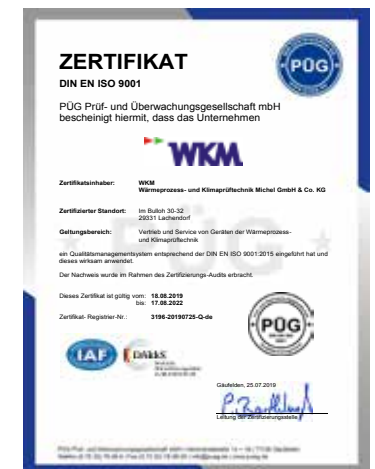 ZERTIFIKAT
DIN EN ISO 9001
PÜG
PÜG Prüf- und Überwachungsgesellschaft mbH
bescheinigt hiermit, dass das Unternehmen
WKM
Zertifikatsinhaber: WKM
Wärmeprozess- und Klimaprüftechnik Michel GmbH & Co. KG
Zertifizierter Standort: Im Bulloh 30-32
29331 Lachendorf
Geltungsbereich: Vertrieb und Service von Geräten der Wärmeprozess-
und Klimaprüftechnik
ein Qualitätsmanagementsystem entsprechend der DIN EN ISO 9001:2015 eingeführt hat und
dieses wirksam anwendet.
Der Nachweis wurde im Rahmen des Zertifizierungs-Audits erbracht.
Dieses Zertifikat ist gültig vom: 18.08.2019
bis: 17.08.2022
Zertifikat- Registrier-Nr.: 3196-20190725-Q-de
PÜG
IAF
DAkkS
Gäufelden, 25.07.2019
Leitung der Zertifizierungsstelle